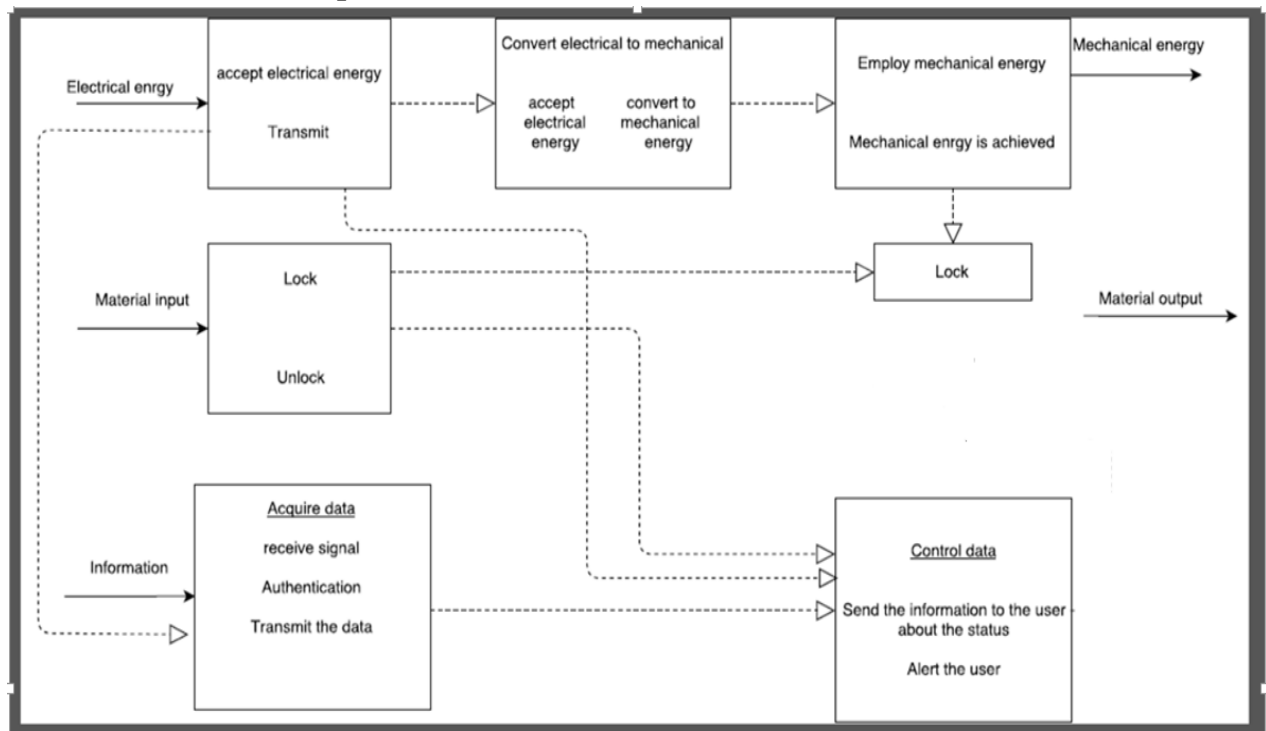 Electrical enrgy
accept electrical energy
Transmit
Convert electrical to mechanical
accept
electrical
energy
convert to
mechanical
energy
Employ mechanical energy
Mechanical enrgy is achieved
Mechanical energy
Material input
Lock
Unlock
Lock
Material output
Information
Acquire data
receive signal
Authentication
Transmit the data
Control data
Send the information to the user
about the status
Alert the user